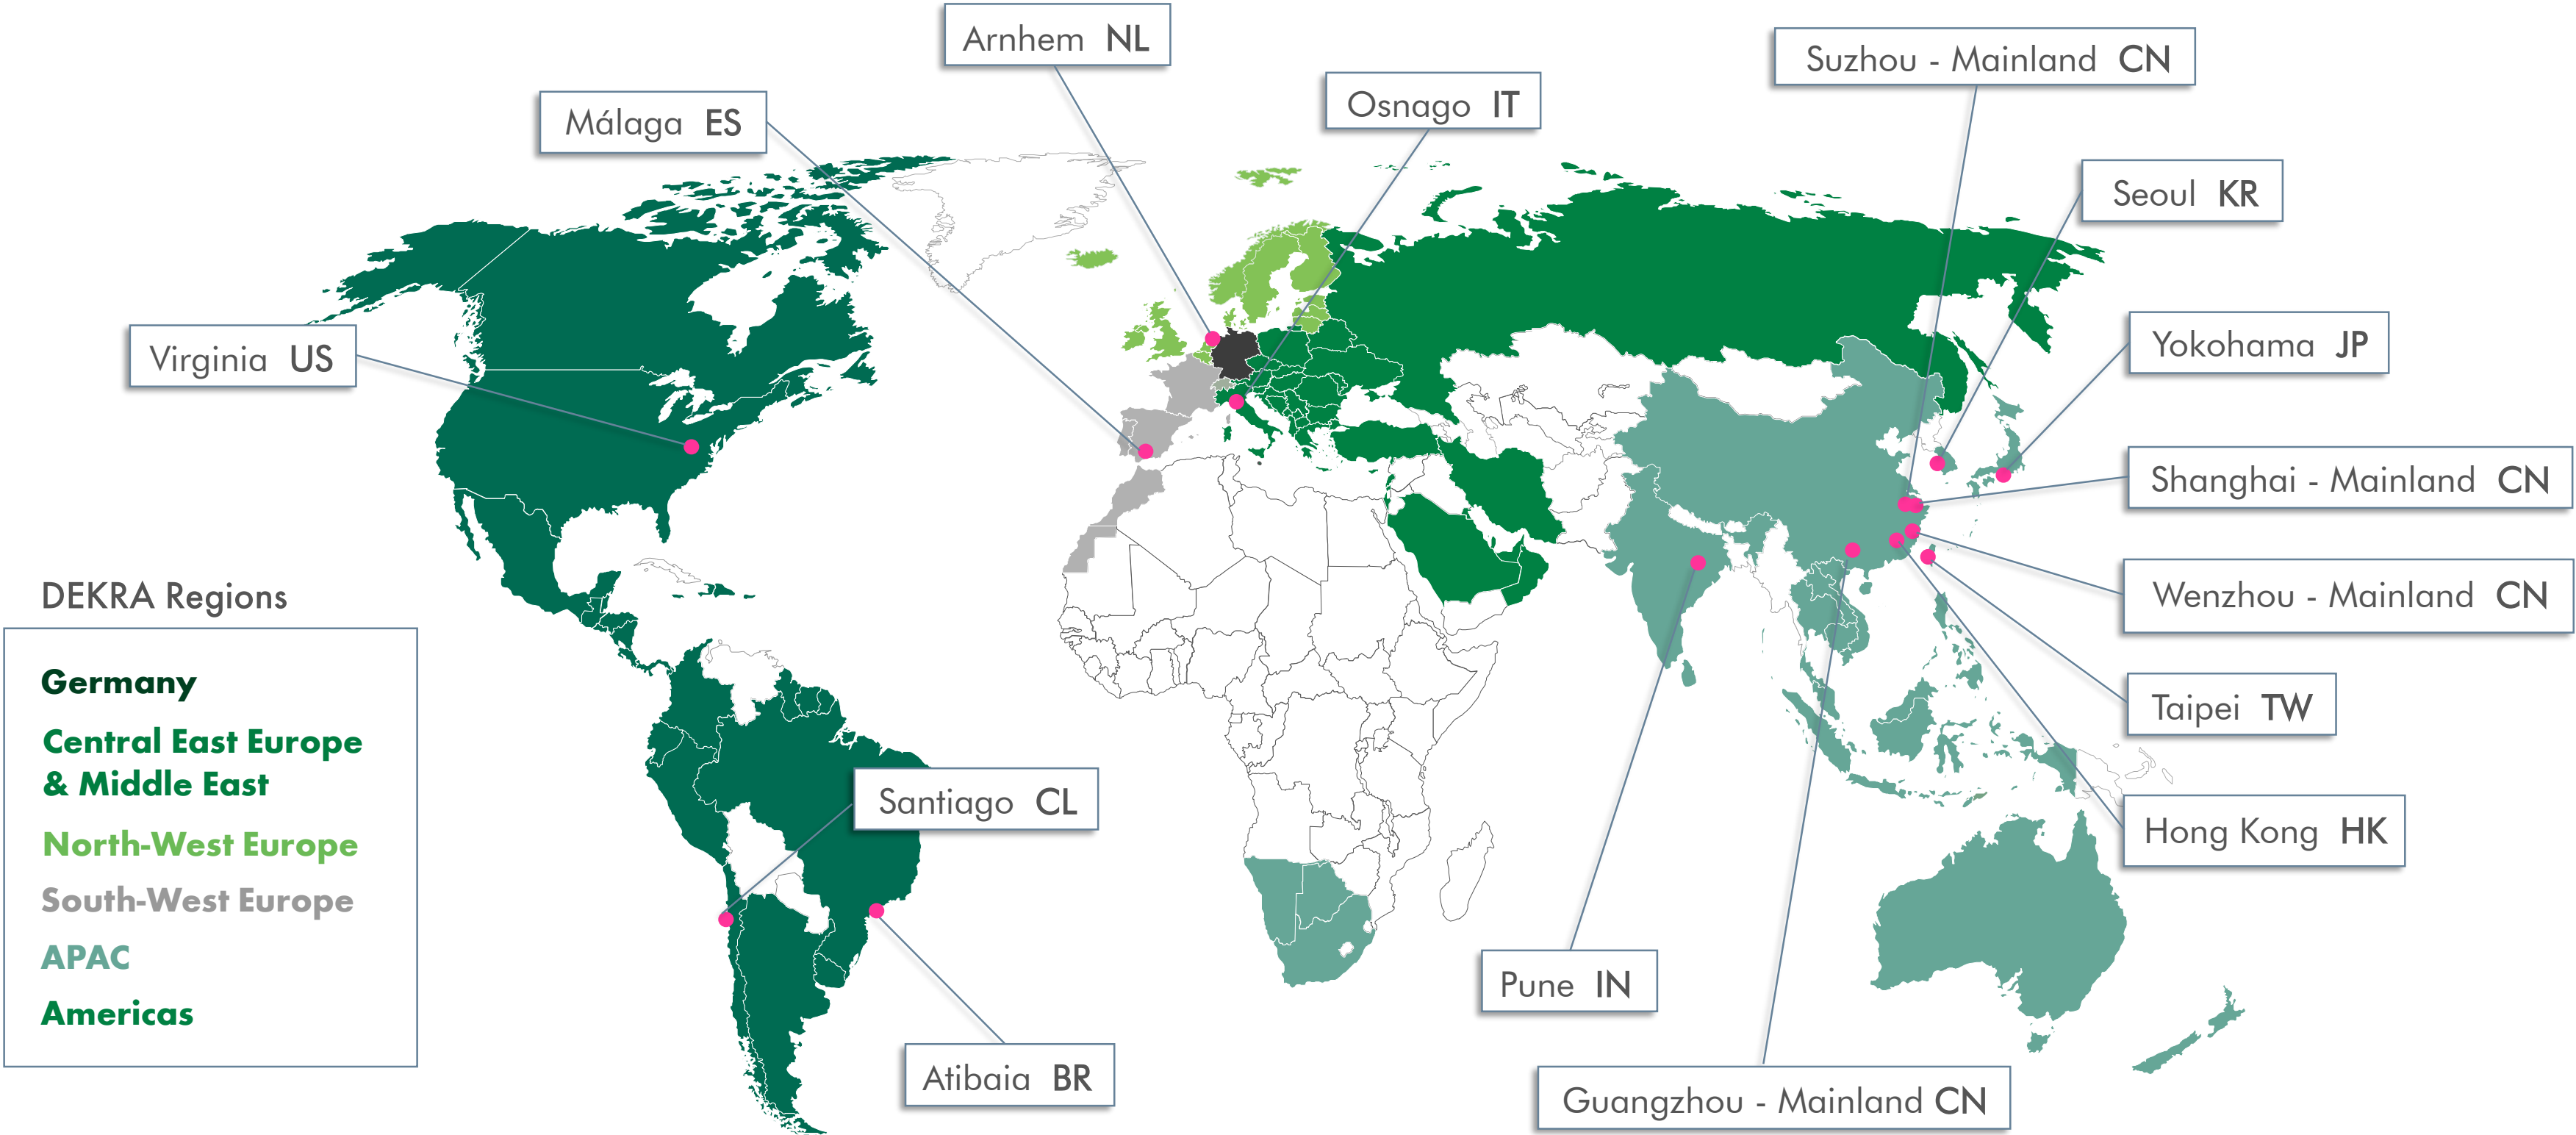 Arnhem NL
Suzhou - Mainland CN
Osnago IT
Málaga ES
Seoul KR
Yokohama JP
Virginia US
Shanghai - Mainland CN
Wenzhou - Mainland CN
DEKRA Regions
Germany
Central East Europe
& Middle East
North-West Europe
South-West Europe
APAC
Americas
Taipei TW
Santiago CL
Hong Kong HK
Pune IN
Atibaia BR
Guangzhou - Mainland CN